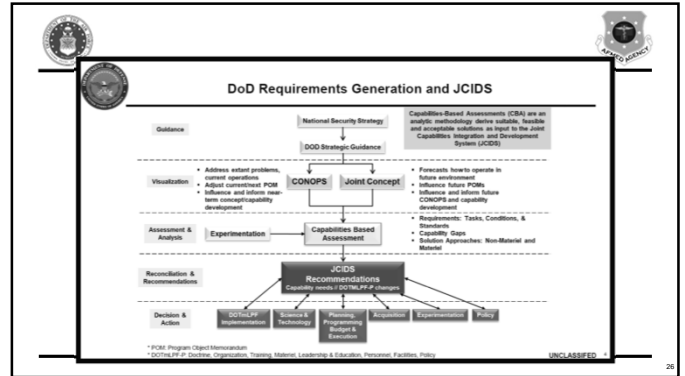 AFMED AGENCY
DoD Requirements Generation and JCIDS
Guidance
National Security Strategy
DOD Strategic Guidance
Capabilities-Based Assessments (CBA) are an
analytic methodology derive suitable, feasible
and acceptable solutions as input to the Joint
Capabilities Integration and Development
System (JCIDS)
Visualization
• Address extant problems,
current operations
• Adjust current/next POM
• Influence and inform near-
term concept/capability
development
CONOPS
Joint Concept
• Forecasts how to operate in
future environment
• Influence future POMs
• Influence and inform future
CONOPS and capability
development
Assessment &
Analysis
Experimentation
Capabilities Based
Assessment
• Requirements: Tasks, Conditions, &
Standards
• Capability Gaps
• Solution Approaches: Non-Materiel and
Materiel
Reconciliation &
Recommendations
JCIDS
Recommendations
Capability needs // DOTMLPF-P changes
Decision &
Action
DOTmLPF
Implementation
Science &
Technology
Planning,
Programming
Budget &
Execution
Acquisition
Experimentation
Policy
* POM: Program Object Memorandum
* DOTmLPF-P: Doctrine, Organization, Training, Materiel, Leadership & Education, Personnel, Facilities, Policy
UNCLASSIFED
26